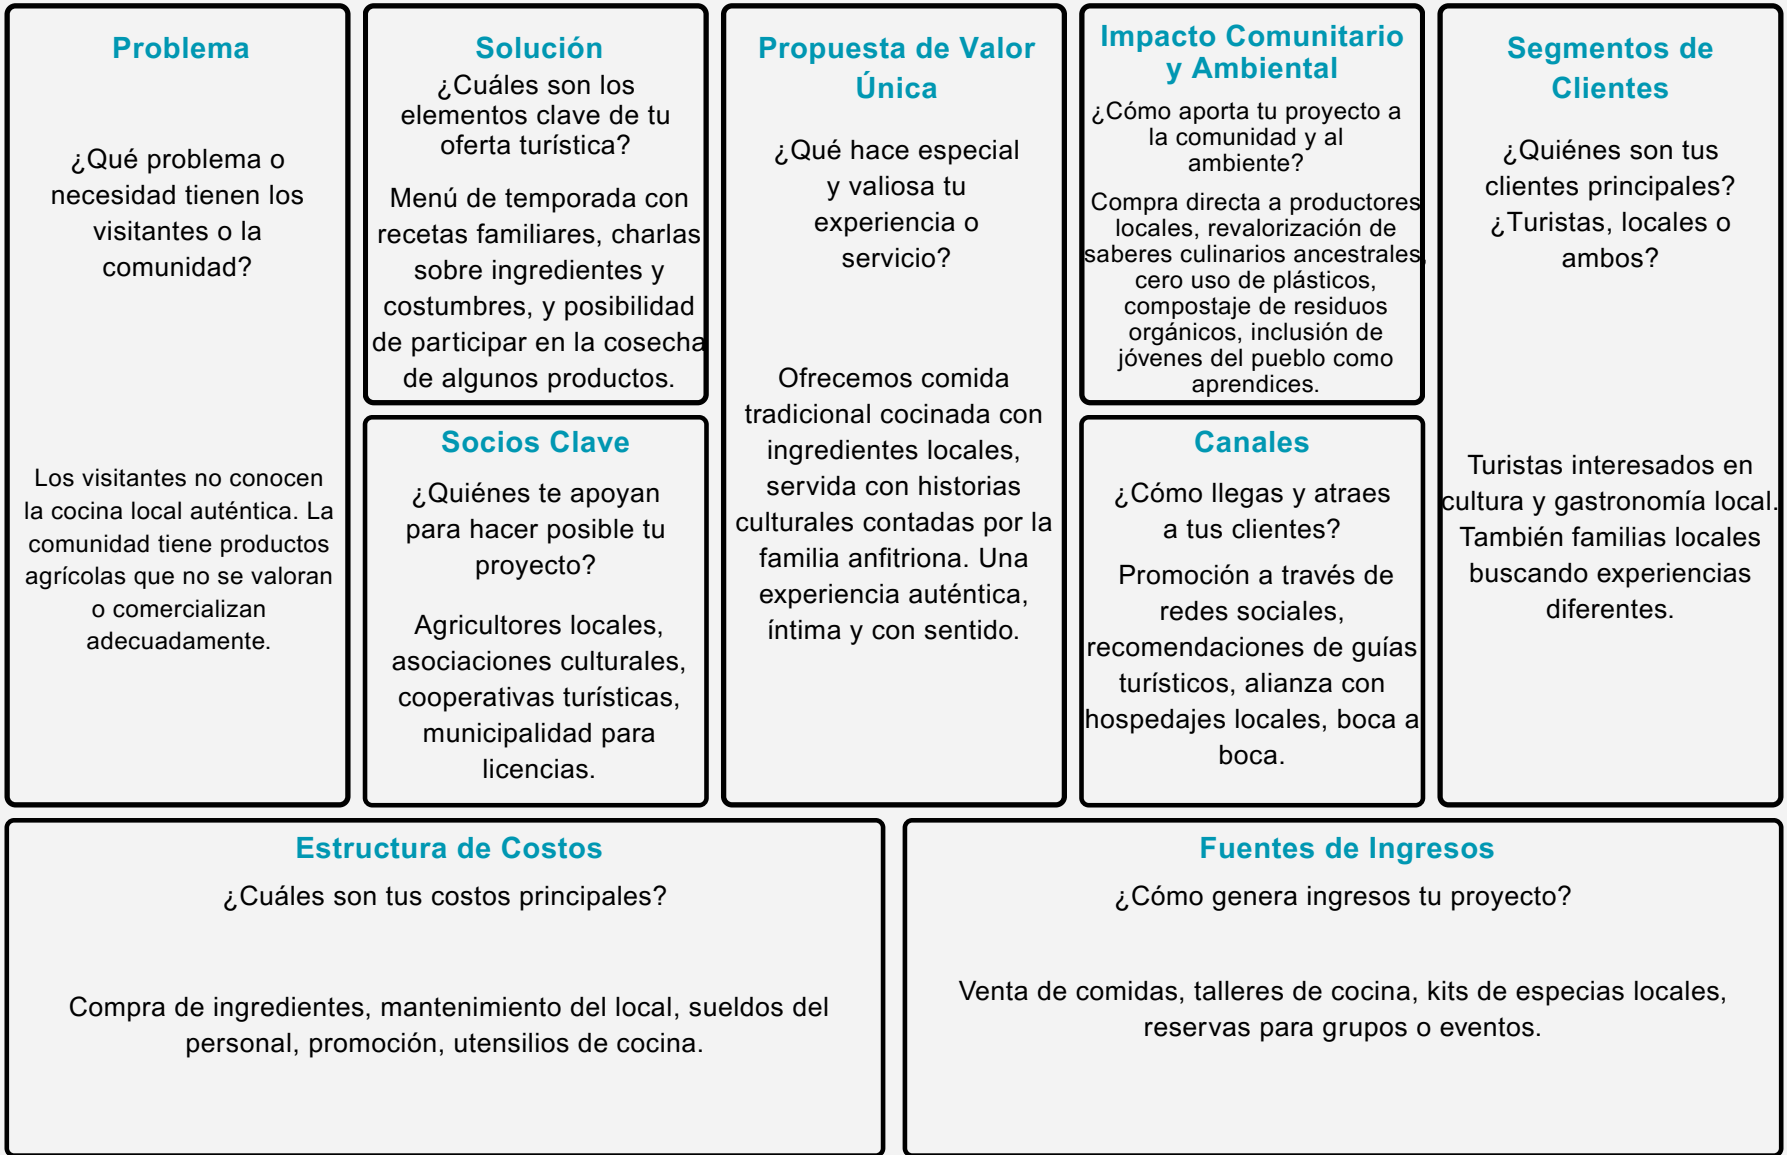 Problema
¿Qué problema o
necesidad tienen los
visitantes o la
comunidad?
Los visitantes no conocen
la cocina local auténtica. La
comunidad tiene productos
agrícolas que no se valoran
o comercializan
adecuadamente.
Solución
¿Cuáles son los
elementos clave de tu
oferta turística?
Menú de temporada con
recetas familiares, charlas
sobre ingredientes y
costumbres, y posibilidad
de participar en la cosecha
de algunos productos.
Socios Clave
¿Quiénes te apoyan
para hacer posible tu
proyecto?
Agricultores locales,
asociaciones culturales,
cooperativas turísticas,
municipalidad para
licencias.
Propuesta de Valor
Única
¿Qué hace especial
y valiosa tu
experiencia o
servicio?
Ofrecemos comida
tradicional cocinada con
ingredientes locales,
servida con historias
culturales contadas por la
familia anfitriona. Una
experiencia auténtica,
íntima y con sentido.
Impacto Comunitario
y Ambiental
¿Cómo aporta tu proyecto a
la comunidad y al
ambiente?
Compra directa a productores
locales, revalorización de
saberes culinarios ancestrales,
cero uso de plásticos,
compostaje de residuos
orgánicos, inclusión de
jóvenes del pueblo como
aprendices.
Canales
¿Cómo llegas y atraes
a tus clientes?
Promoción a través de
redes sociales,
recomendaciones de guías
turísticos, alianza con
hospedajes locales, boca a
boca.
Segmentos de
Clientes
¿Quiénes son tus
clientes principales?
¿Turistas, locales o
ambos?
Turistas interesados en
cultura y gastronomía local.
También familias locales
buscando experiencias
diferentes.
Estructura de Costos
¿Cuáles son tus costos principales?
Compra de ingredientes, mantenimiento del local, sueldos del
personal, promoción, utensilios de cocina.
Fuentes de Ingresos
¿Cómo genera ingresos tu proyecto?
Venta de comidas, talleres de cocina, kits de especias locales,
reservas para grupos o eventos.